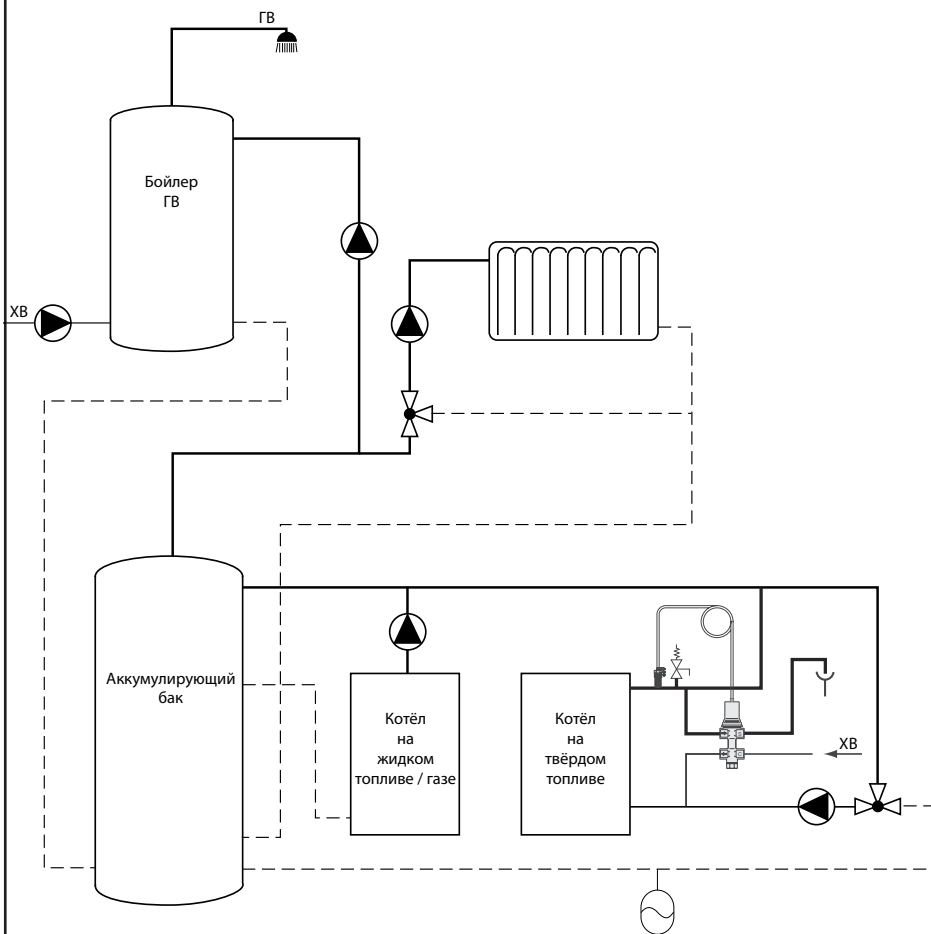 ГВ
Бойлер
ГВ
ХВ
Аккумулирующий
бак
Котёл
на
жидком
топливе / газе
Котёл
на
твёрдом
топливе
ХВ